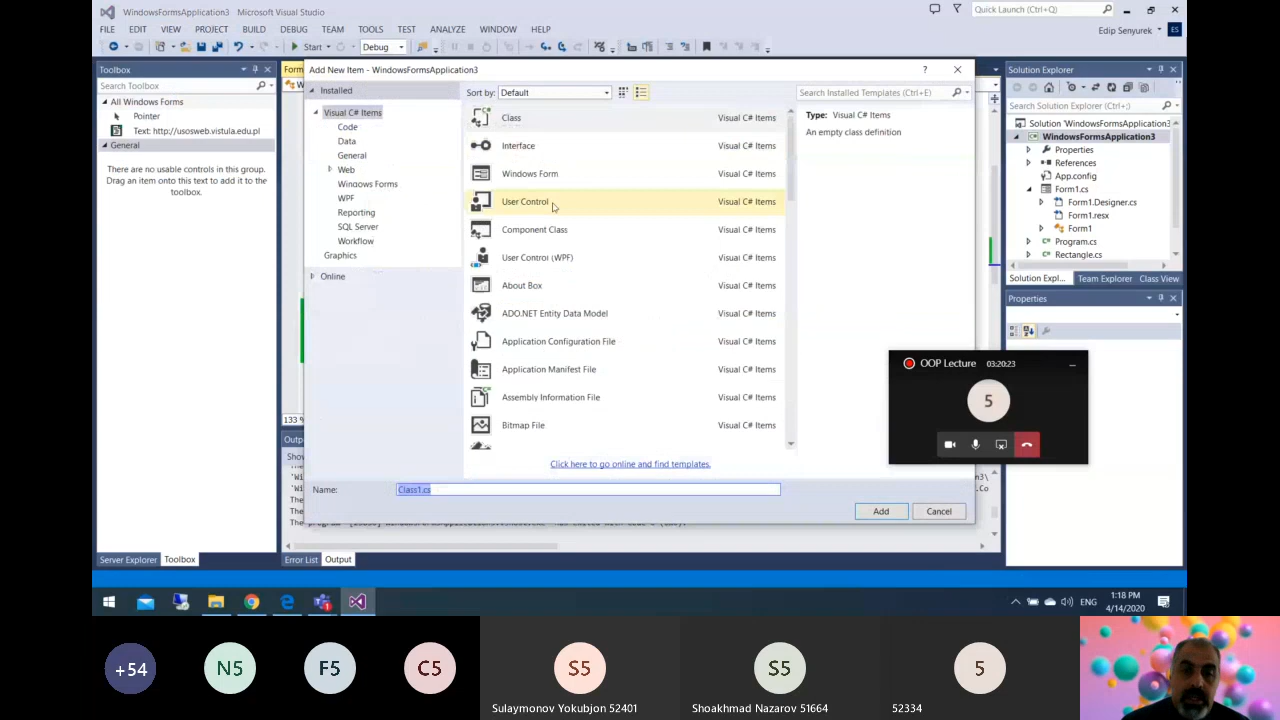 WindowsFormsApplication3 - Microsoft Visual Studio
Quick Launch (Ctrl+Q)
FILE EDIT VIEW PROJECT BUILD DEBUG TEAM TOOLS TEST ANALYZE WINDOW HELP
Edip Senyurek ES
Start Debug
Toolbox
Search Toolbox
All Windows Forms
Pointer
Text: http://usosweb.vistula.edu.pl
General
There are no usable controls in this group.
Drag an item onto this text to add it to the
toolbox.
Server Explorer Toolbox
Form
133 %
Add New Item - WindowsFormsApplication3
Installed
Visual C# Items
Code
Data
General
Web
Windows Forms
WPF
Reporting
SQL Server
Workflow
Graphics
Online
Sort by: Default
Class Visual C# Items
Interface Visual C# Items
Windows Form Visual C# Items
User Control Visual C# Items
Component Class Visual C# Items
User Control (WPF) Visual C# Items
About Box Visual C# Items
ADO.NET Entity Data Model Visual C# Items
Application Configuration File Visual C# Items
Application Manifest File Visual C# Items
Assembly Information File Visual C# Items
Bitmap File Visual C# Items
Click here to go online and find templates.
Search Installed Templates (Ctrl+E)
Type: Visual C# Items
An empty class definition
Name: Class1.cs
Add Cancel
Outp
Show
Error List Output
Solution Explorer
Search Solution Explorer (Ctrl+;)
Solution 'WindowsFormsApplication3'
WindowsFormsApplication3
Properties
References
App.config
Form1.cs
Form1.Designer.cs
Form1.resx
Form1
Program.cs
Rectangle.cs
Solution Expl... Team Explorer Class View
Properties
OOP Lecture 03:20:23
5
ENG
1:18 PM
4/14/2020
+54
N5
F5
C5
S5
Sulaymonov Yokubjon 52401
S5
Shoakhmad Nazarov 51664
5
52334